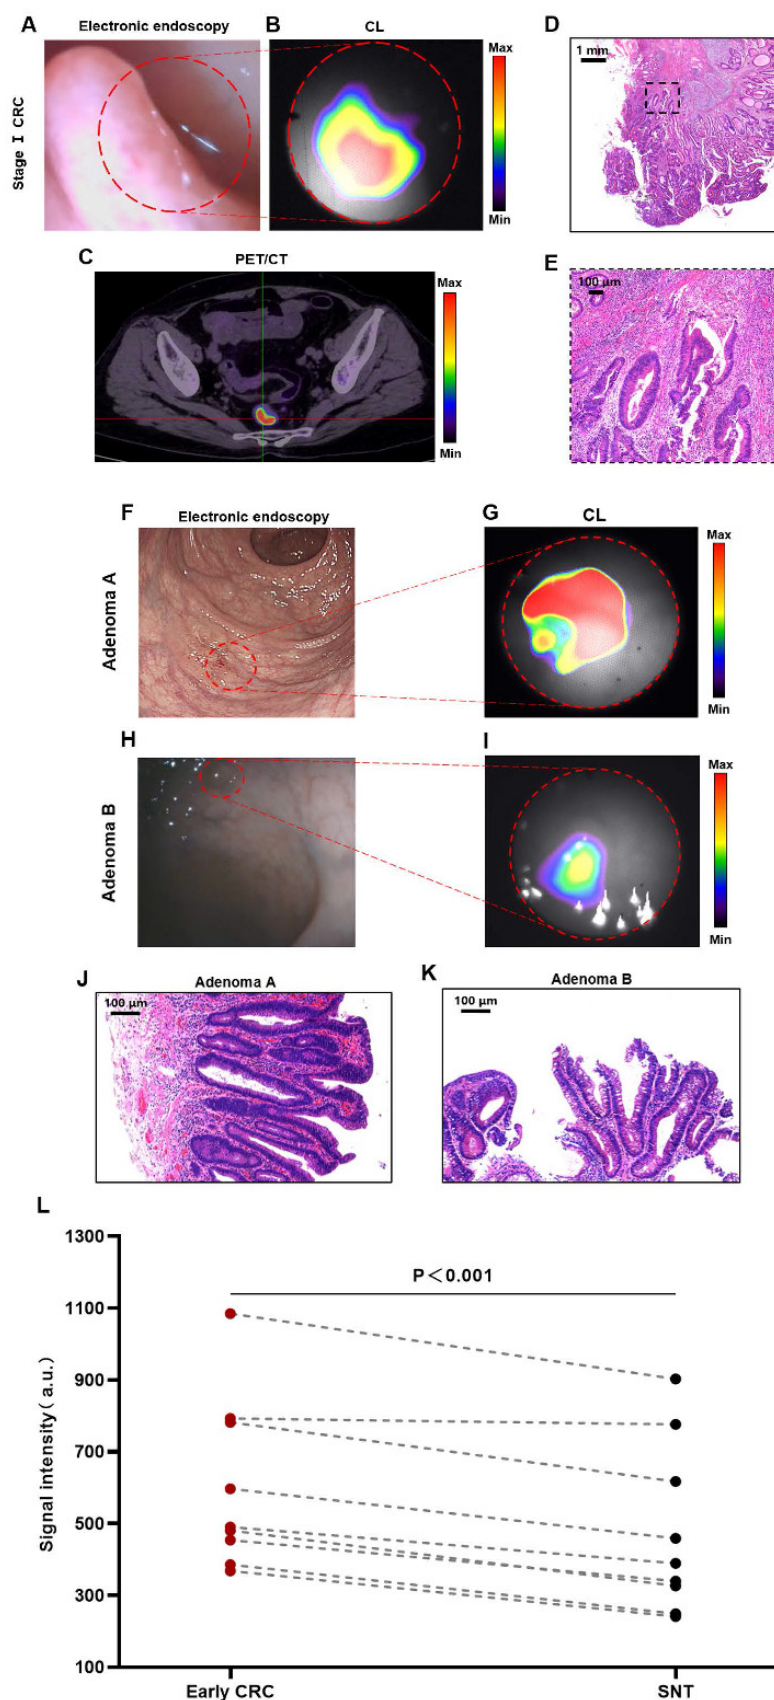 A
Electronic endoscopy
B
CL
Max
Min
Stage I CRC
D
1 mm
C
PET/CT
Max
Min
E
100 μm
F
Electronic endoscopy
G
CL
Max
Min
Adenoma A
H
I
Max
Min
Adenoma B
J
Adenoma A
100 μm
K
Adenoma B
100 μm
L
1300
1100
900
700
500
300
100
Signal intensity( a.u.)
P<0.001
Early CRC
SNT